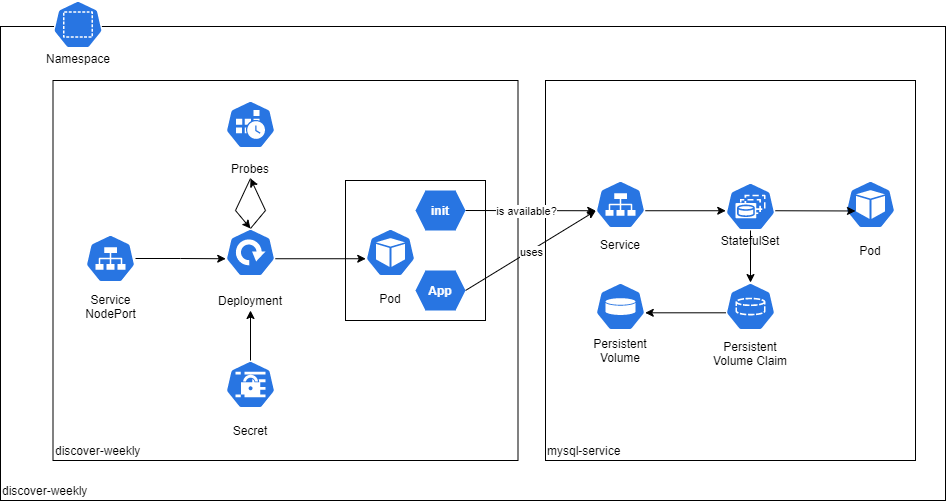 Namespace
Probes
init
is available?
Service
StatefulSet
Pod
uses
Service
NodePort
Deployment
Pod
App
Persistent
Volume
Persistent
Volume Claim
Secret
discover-weekly
mysql-service
discover-weekly